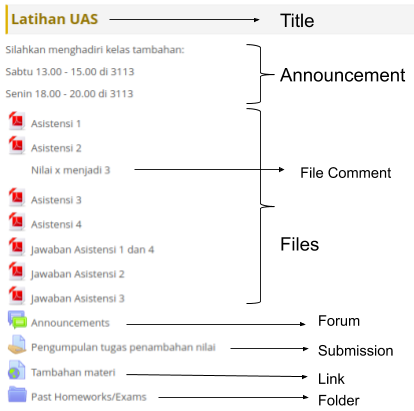 Latihan UAS
Title
Silahkan menghadiri kelas tambahan:
Sabtu 13.00 - 15.00 di 3113
Announcement
Senin 18.00 - 20.00 di 3113
Asistensi 1
Asistensi 2
Nilai x menjadi 3
File Comment
Asistensi 3
Asistensi 4
Files
Jawaban Asistensi 1 dan 4
Jawaban Asistensi 2
Jawaban Asistensi 3
Announcements
Forum
Pengumpulan tugas penambahan nilai
Submission
Tambahan materi
Link
Past Homeworks/Exams
Folder